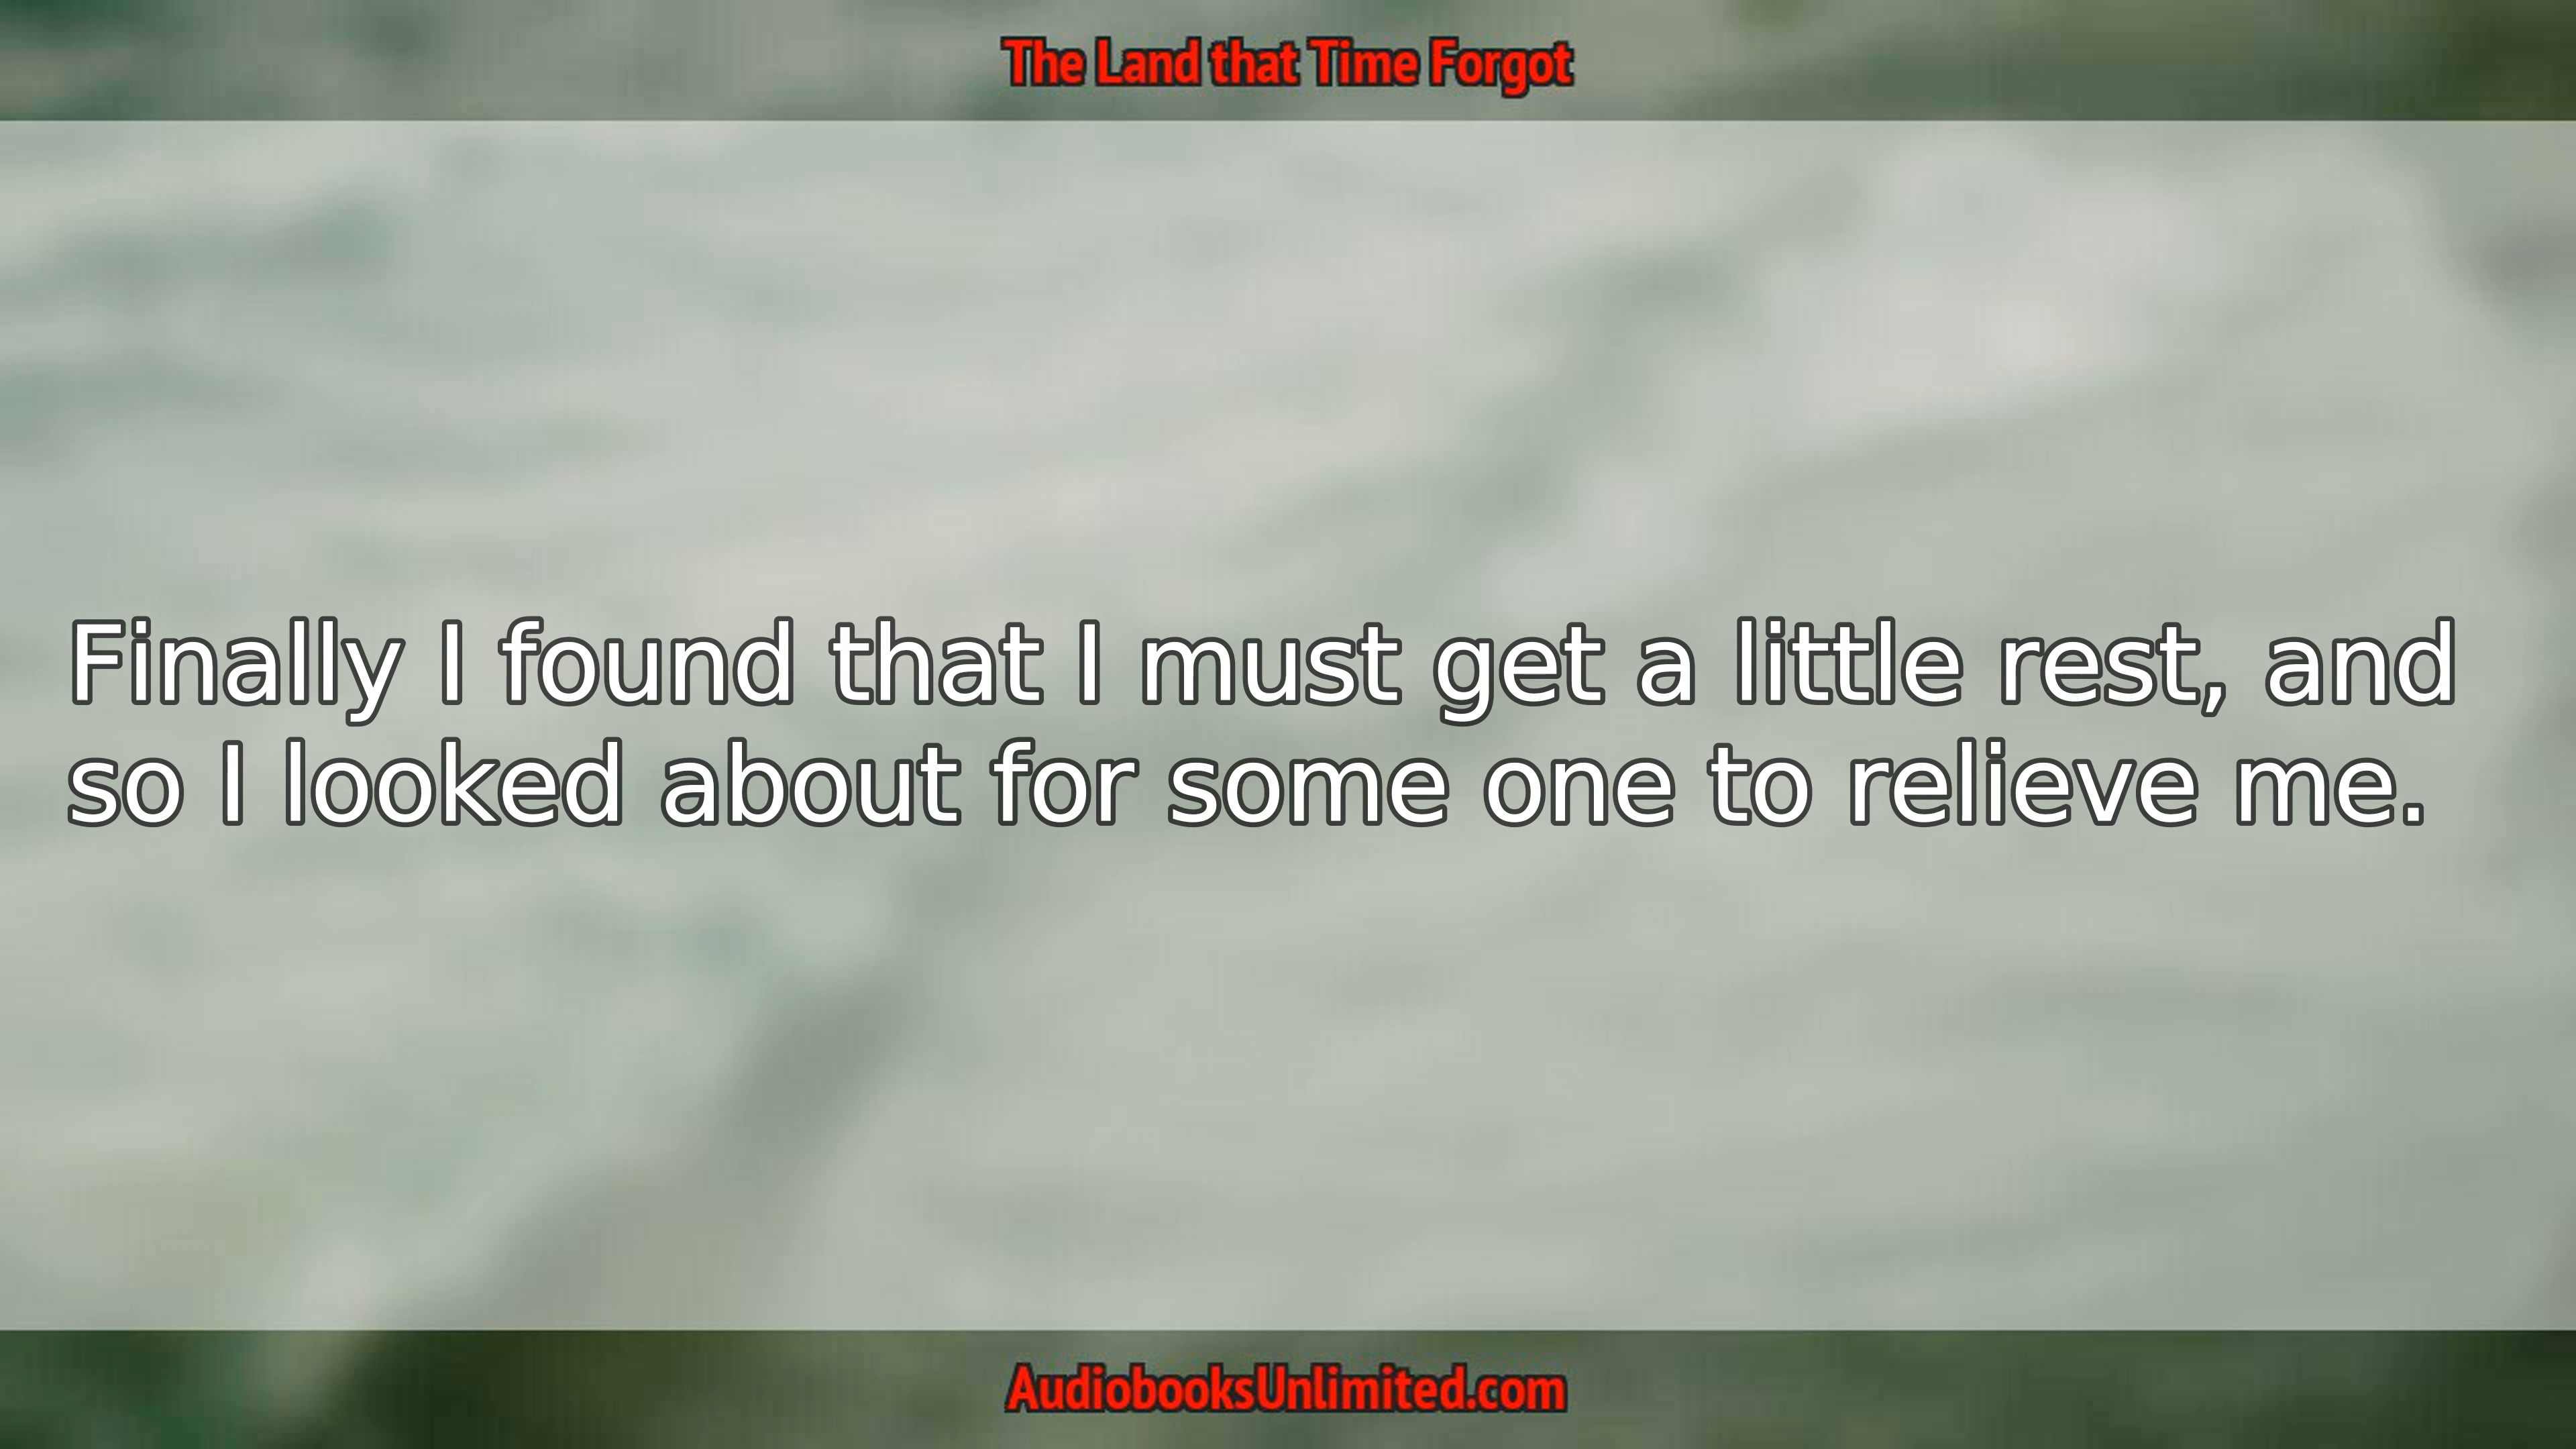 The Land that Time Forgot
Finally I found that I must get a little rest, and
so I looked about for some one to relieve me.
AudiobooksUnlimited.com